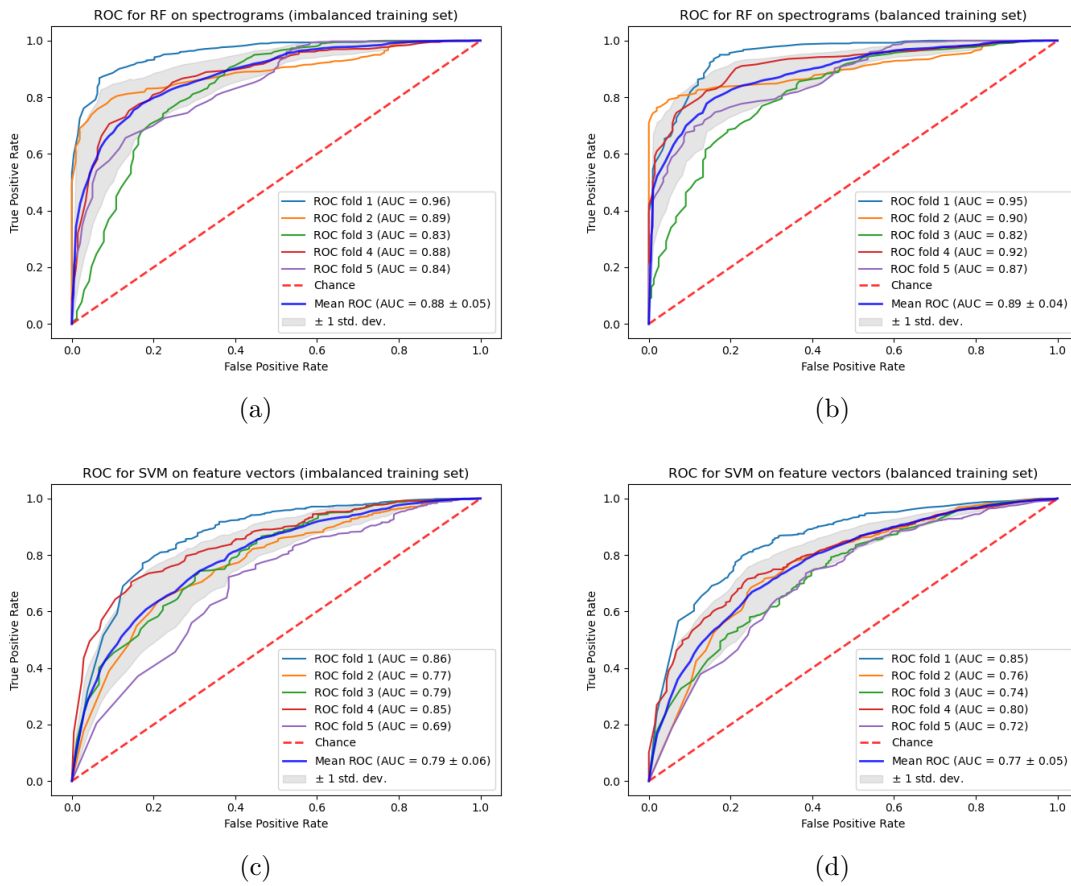 ROC for RF on spectrograms (imbalanced training set)
1.0
0.8
0.6
0.4
0.2
0.0
True Positive Rate
ROC fold 1 (AUC = 0.96)
ROC fold 2 (AUC = 0.89)
ROC fold 3 (AUC = 0.83)
ROC fold 4 (AUC = 0.88)
ROC fold 5 (AUC = 0.84)
Chance
Mean ROC (AUC = 0.88 ± 0.05)
± 1 std. dev.
0.0 0.2 0.4 0.6 0.8 1.0
False Positive Rate
(a)
ROC for RF on spectrograms (balanced training set)
1.0
0.8
0.6
0.4
0.2
0.0
True Positive Rate
ROC fold 1 (AUC = 0.95)
ROC fold 2 (AUC = 0.90)
ROC fold 3 (AUC = 0.82)
ROC fold 4 (AUC = 0.92)
ROC fold 5 (AUC = 0.87)
Chance
Mean ROC (AUC = 0.89 ± 0.04)
± 1 std. dev.
0.0 0.2 0.4 0.6 0.8 1.0
False Positive Rate
(b)
ROC for SVM on feature vectors (imbalanced training set)
1.0
0.8
0.6
0.4
0.2
0.0
True Positive Rate
ROC fold 1 (AUC = 0.86)
ROC fold 2 (AUC = 0.77)
ROC fold 3 (AUC = 0.79)
ROC fold 4 (AUC = 0.85)
ROC fold 5 (AUC = 0.69)
Chance
Mean ROC (AUC = 0.79 ± 0.06)
± 1 std. dev.
0.0 0.2 0.4 0.6 0.8 1.0
False Positive Rate
(c)
ROC for SVM on feature vectors (balanced training set)
1.0
0.8
0.6
0.4
0.2
0.0
True Positive Rate
ROC fold 1 (AUC = 0.85)
ROC fold 2 (AUC = 0.76)
ROC fold 3 (AUC = 0.74)
ROC fold 4 (AUC = 0.80)
ROC fold 5 (AUC = 0.72)
Chance
Mean ROC (AUC = 0.77 ± 0.05)
± 1 std. dev.
0.0 0.2 0.4 0.6 0.8 1.0
False Positive Rate
(d)